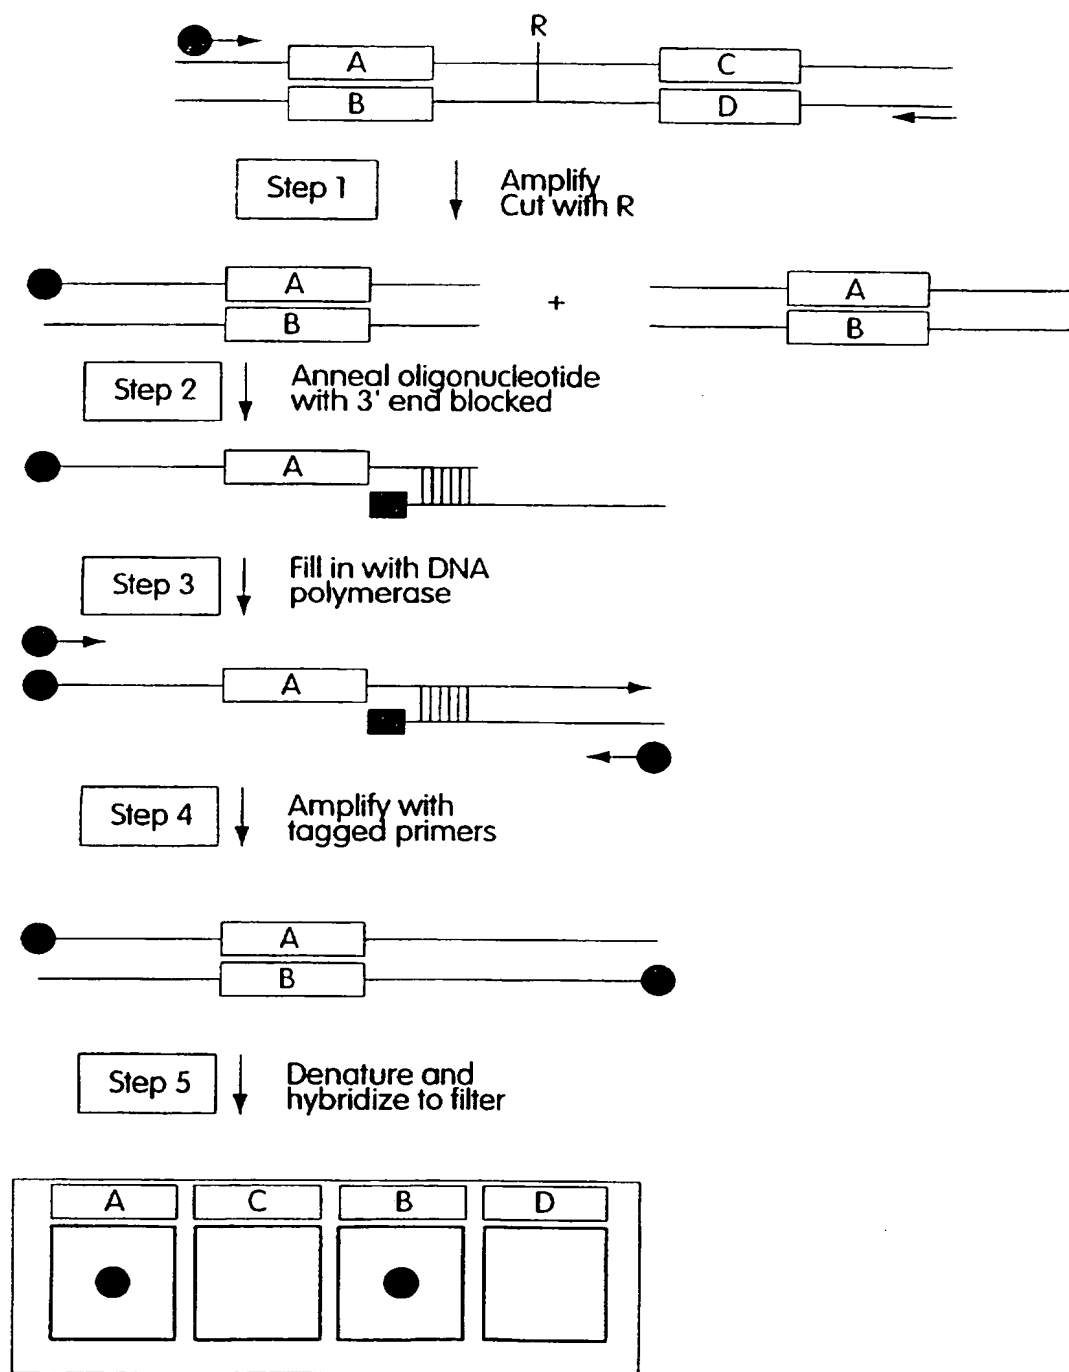 R
A C
B D
Step 1
Amplify
Cut with R
A + A
B B
Step 2
Anneal oligonucleotide
with 3' end blocked
A
Step 3
Fill in with DNA
polymerase
A
Step 4
Amplify with
tagged primers
A
B
Step 5
Denature and
hybridize to filter
A C B D